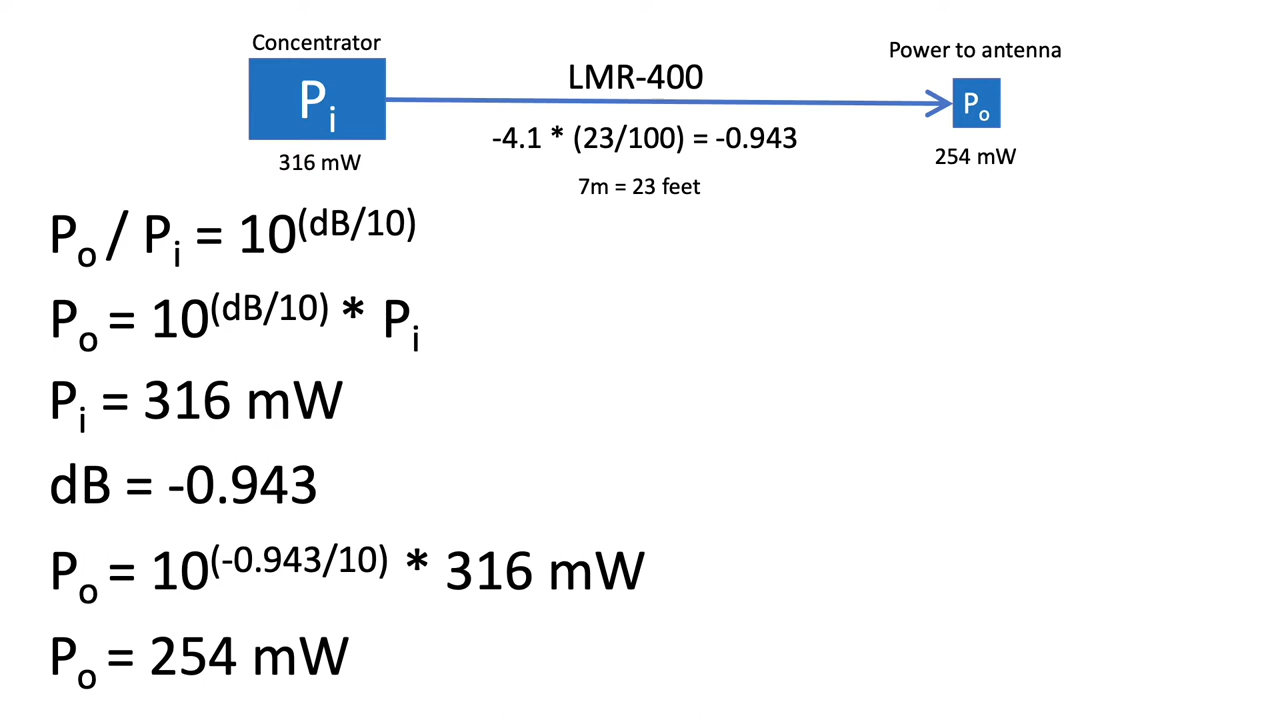 Concentrator
Power to antenna
LMR-400
Pi
Po
-4.1 * (23/100) = -0.943
316 mW
254 mW
7m = 23 feet
Po / Pi = 10(dB/10)
Po = 10(dB/10) * Pi
Pi = 316 mW
dB = -0.943
Po = 10(-0.943/10) * 316 mW
Po = 254 mW